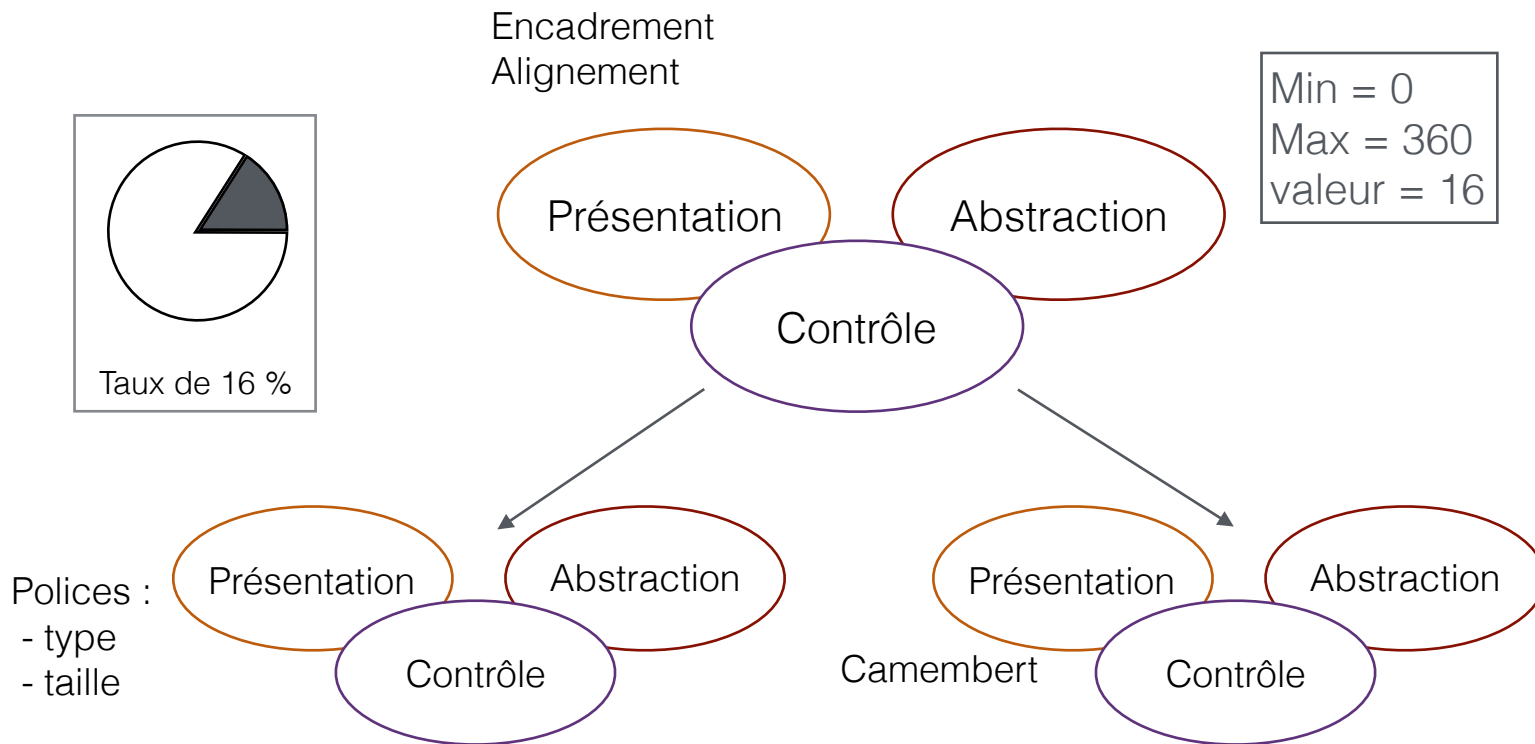 Encadrement
Alignement
Min = 0
Max = 360
valeur = 16
Présentation
Abstraction
Contrôle
Taux de 16 %
Polices :
- type
- taille
Présentation
Abstraction
Contrôle
Camembert
Présentation
Abstraction
Contrôle